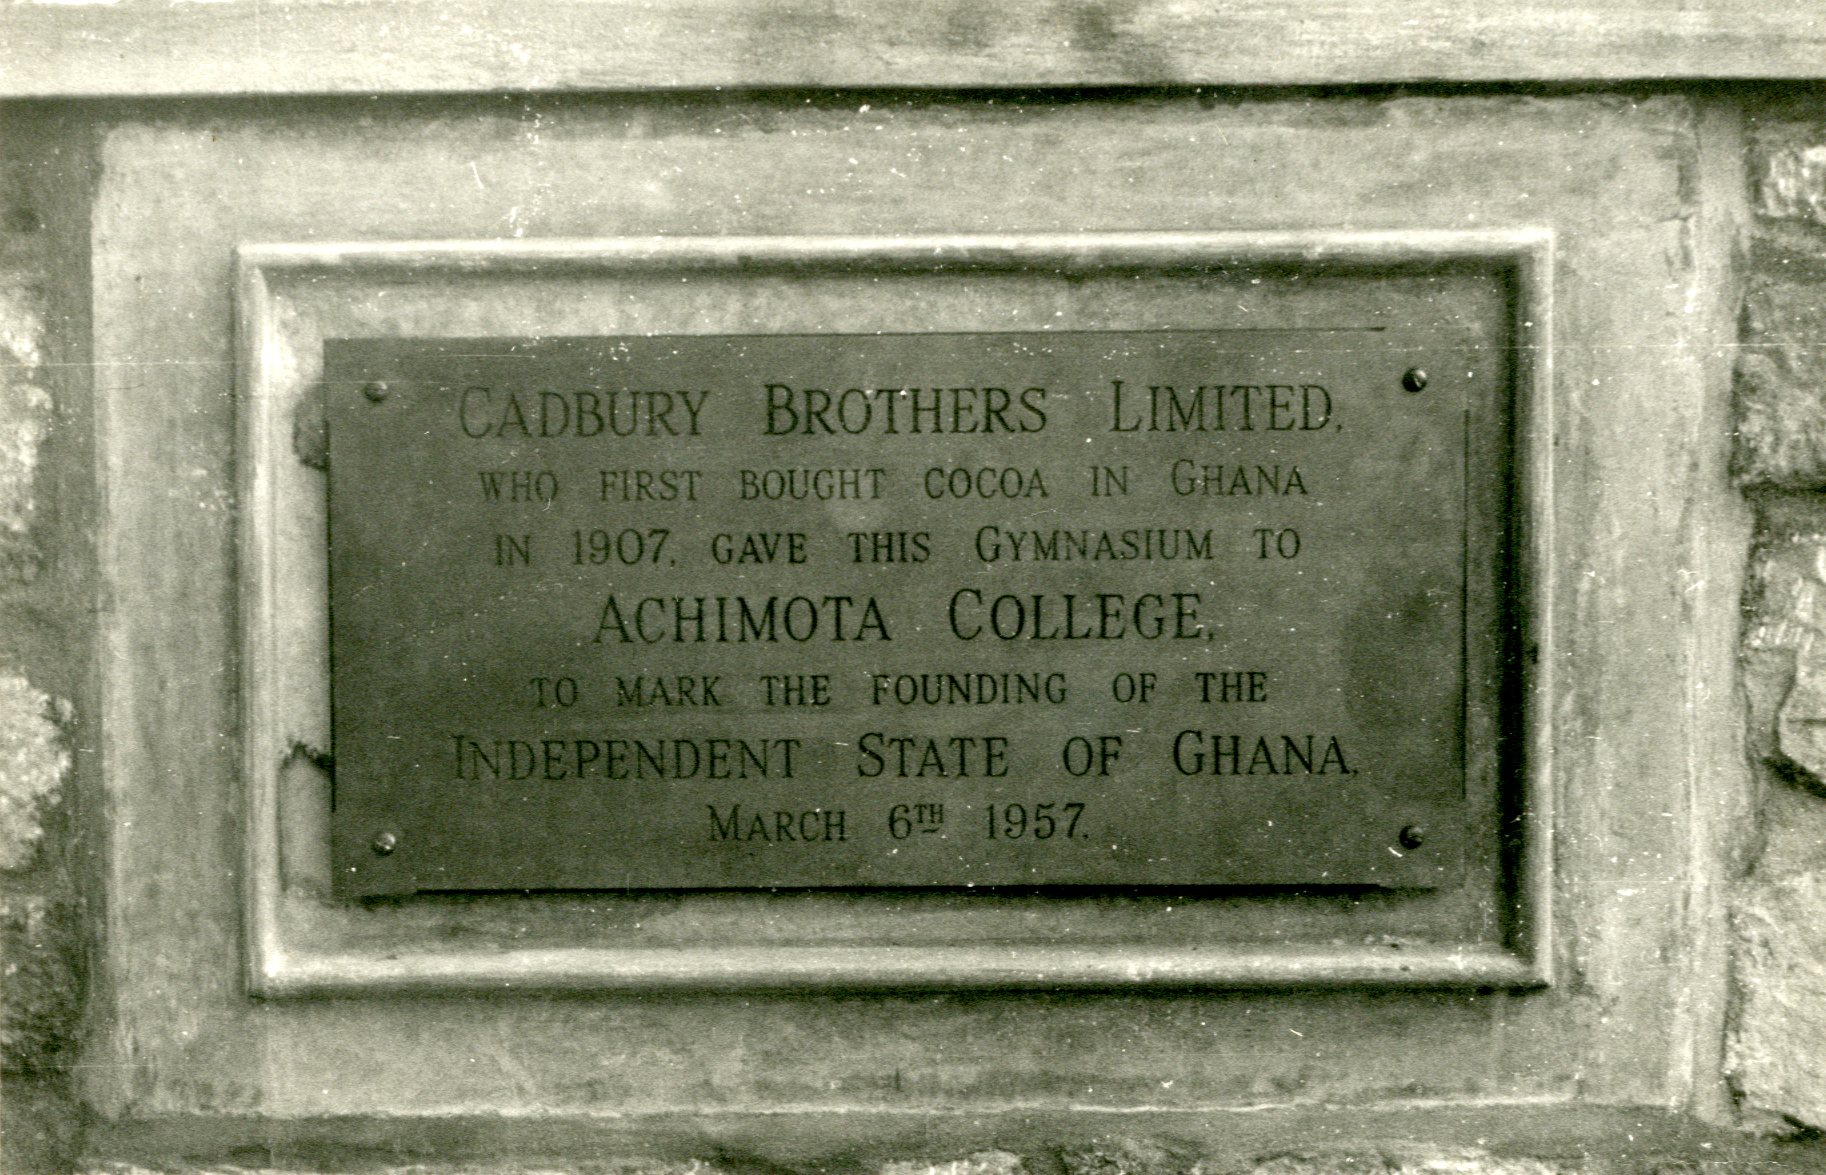 CADBURY BROTHERS LIMITED,
WHO FIRST BOUGHT COCOA IN GHANA
IN 1907, GAVE THIS GYMNASIUM TO
ACHIMOTA COLLEGE,
TO MARK THE FOUNDING OF THE
INDEPENDENT STATE OF GHANA,
MARCH 6TH 1957.